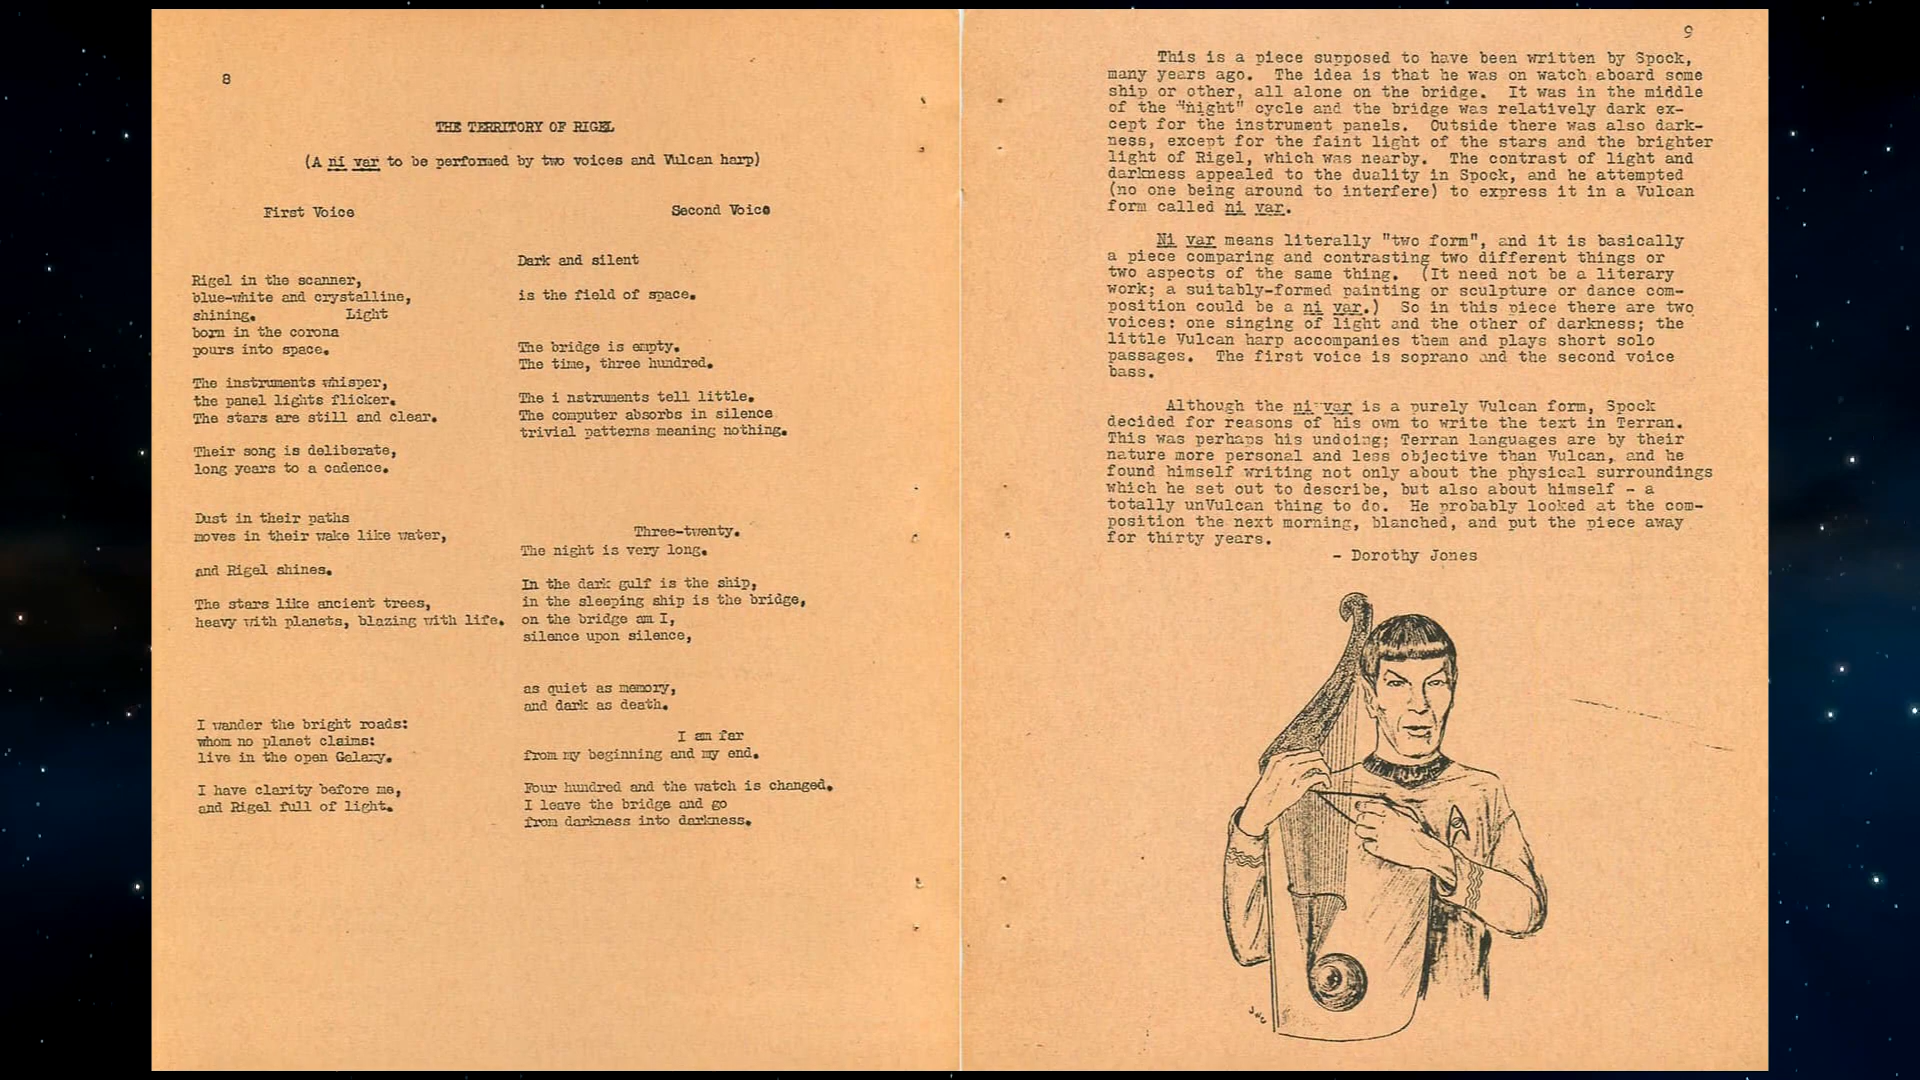 8
THE TERRITORY OF RIGEL
(A ni var to be performed by two voices and Vulcan harp)
First Voice
Rigel in the scanner,
blue-white and crystalline,
shining. Light
born in the corona
pours into space.
The instruments whisper,
the panel lights flicker.
The stars are still and clear.
Their song is deliberate,
long years to a cadence.
Dust in their paths
moves in their wake like water,
and Rigel shines.
The stars like ancient trees,
heavy with planets, blazing with life.
I wander the bright roads:
whom no planet claims:
live in the open Galaxy.
I have clarity before me,
and Rigel full of light.
Second Voice
Dark and silent
is the field of space.
The bridge is empty.
The time, three hundred.
The i nstruments tell little.
The computer absorbs in silence
trivial patterns meaning nothing.
Three-twenty.
The night is very long.
In the dark gulf is the ship,
in the sleeping ship is the bridge,
on the bridge am I,
silence upon silence,
as quiet as memory,
and dark as death.
I am far
from my beginning and my end.
Four hundred and the watch is changed.
I leave the bridge and go
from darkness into darkness.
9
This is a piece supposed to have been written by Spock,
many years ago. The idea is that he was on watch aboard some
ship or other, all alone on the bridge. It was in the middle
of the "night" cycle and the bridge was relatively dark ex-
cept for the instrument panels. Outside there was also dark-
ness, except for the faint light of the stars and the brighter
light of Rigel, which was nearby. The contrast of light and
darkness appealed to the duality in Spock, and he attempted
(no one being around to interfere) to express it in a Vulcan
form called ni var.
Ni var means literally "two form", and it is basically
a piece comparing and contrasting two different things or
two aspects of the same thing. (It need not be a literary
work; a suitably-formed painting or sculpture or dance com-
position could be a ni var.) So in this piece there are two
voices: one singing of light and the other of darkness; the
little Vulcan harp accompanies them and plays short solo
passages. The first voice is soprano and the second voice
bass.
Although the ni var is a purely Vulcan form, Spock
decided for reasons of his own to write the text in Terran.
This was perhaps his undoing; Terran languages are by their
nature more personal and less objective than Vulcan, and he
found himself writing not only about the physical surroundings
which he set out to describe, but also about himself - a
totally unVulcan thing to do. He probably looked at the com-
position the next morning, blanched, and put the piece away
for thirty years.
- Dorothy Jones